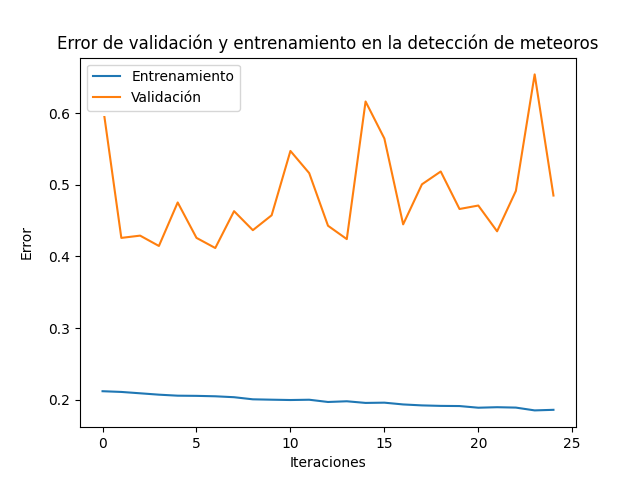 Error de validación y entrenamiento en la detección de meteoros
Entrenamiento
Validación
0.6
0.5
0.4
0.3
0.2
Error
0 5 10 15 20 25
Iteraciones